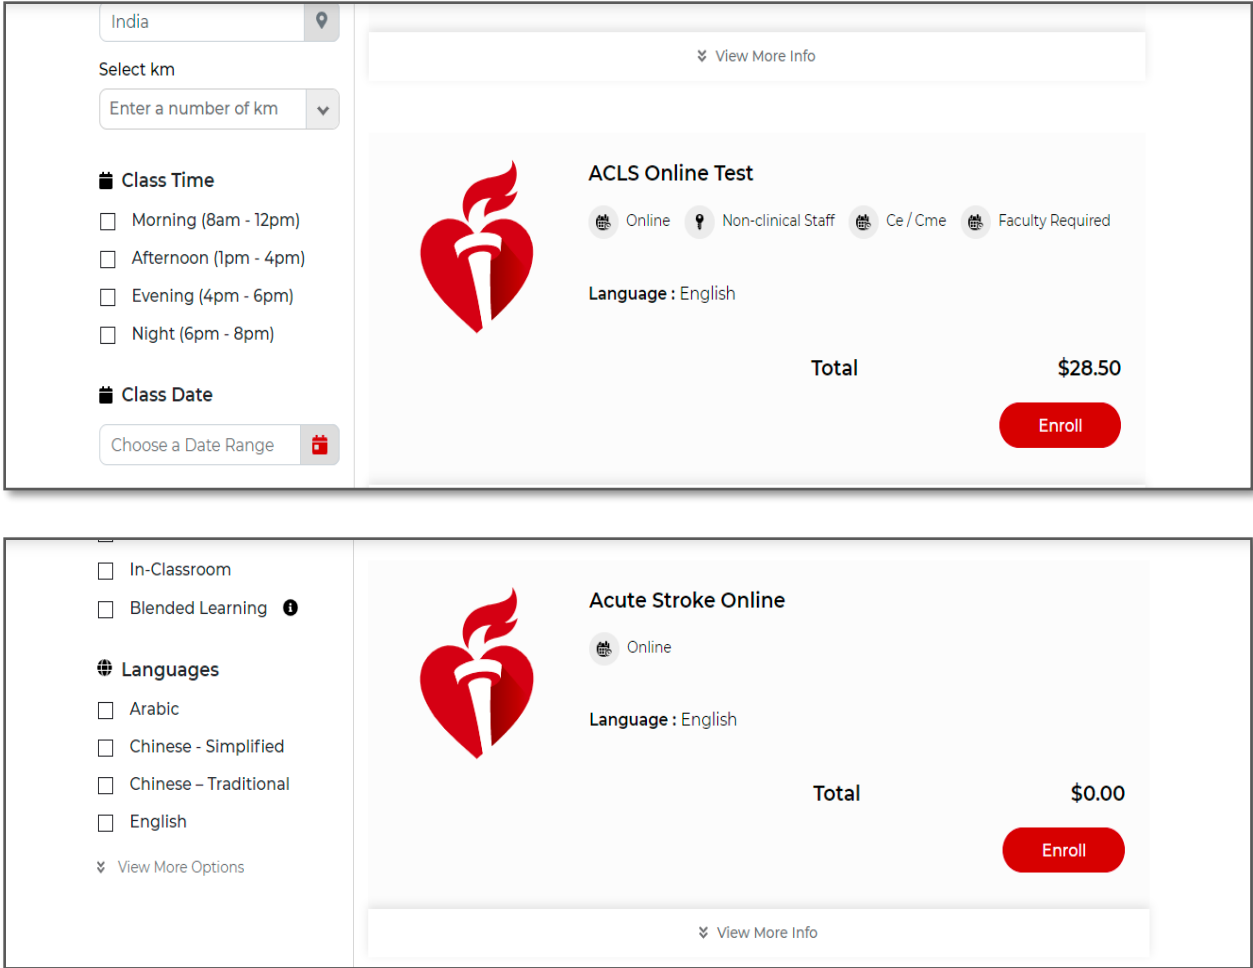 India
Select km
Enter a number of km
Class Time
Morning (8am - 12pm)
Afternoon (1pm - 4pm)
Evening (4pm - 6pm)
Night (6pm - 8pm)
Class Date
Choose a Date Range
View More Info
ACLS Online Test
Online Non-clinical Staff Ce / Cme Faculty Required
Language : English
Total $28.50
Enroll
In-Classroom
Blended Learning
Languages
Arabic
Chinese - Simplified
Chinese – Traditional
English
View More Options
Acute Stroke Online
Online
Language : English
Total $0.00
Enroll
View More Info